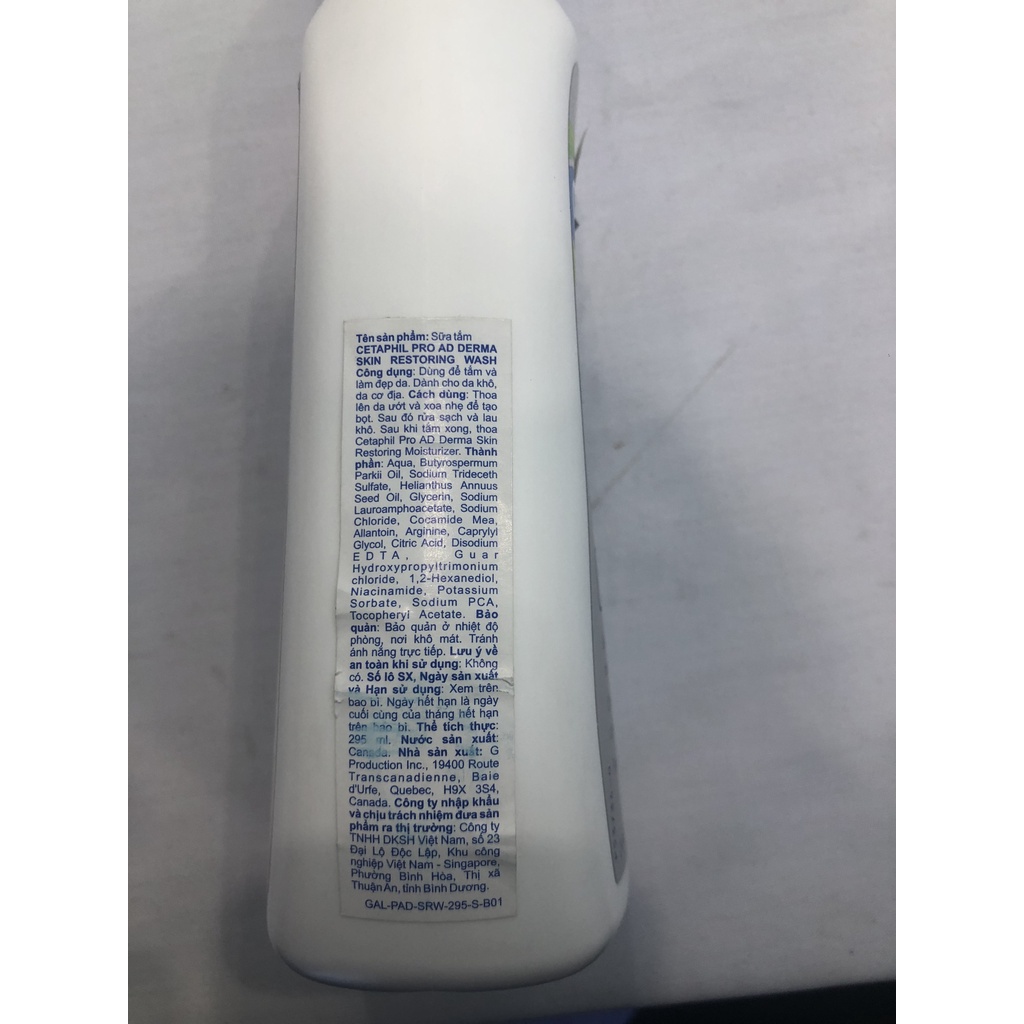 Tên sản phẩm: Sữa tắm
CETAPHIL PRO AD DERMA
SKIN RESTORING WASH
Công dụng: Dùng để tắm và
làm đẹp da. Dành cho da khô,
da cơ địa. Cách dùng: Thoa
lên da ướt và xoa nhẹ để tạo
bọt. Sau đó rửa sạch và lau
khô. Sau khi tắm xong, thoa
Cetaphil Pro AD Derma Skin
Restoring Moisturizer. Thành
phần: Aqua, Butyrospermum
Parkii Oil, Sodium Trideceth
Sulfate, Helianthus Annuus
Seed Oil, Glycerin, Sodium
Lauroamphoacetate, Sodium
Chloride, Cocamide Mea,
Allantoin, Arginine, Caprylyl
Glycol, Citric Acid, Disodium
EDTA, Guar
Hydroxypropyltrimonium
chloride, 1,2-Hexanediol,
Niacinamide, Potassium
Sorbate, Sodium PCA,
Tocopheryl Acetate. Bảo
quản: Bảo quản ở nhiệt độ
phòng, nơi khô mát. Tránh
ánh nắng trực tiếp. Lưu ý về
an toàn khi sử dụng: Không
có. Số lô SX, Ngày sản xuất
và Hạn sử dụng: Xem trên
bao bì. Ngày hết hạn là ngày
cuối cùng của tháng hết hạn
trên bao bì. Thể tích thực:
295 ml. Nước sản xuất:
Canada. Nhà sản xuất: G
Production Inc., 19400 Route
Transcanadienne, Baie
d'Urfe, Quebec, H9X 3S4,
Canada. Công ty nhập khẩu
và chịu trách nhiệm đưa sản
phẩm ra thị trường: Công ty
TNHH DKSH Việt Nam, số 23
Đại Lộ Độc Lập, Khu công
nghiệp Việt Nam - Singapore,
Phường Bình Hòa, Thị xã
Thuận An, tỉnh Bình Dương.
GAL-PAD-SRW-295-S-B01